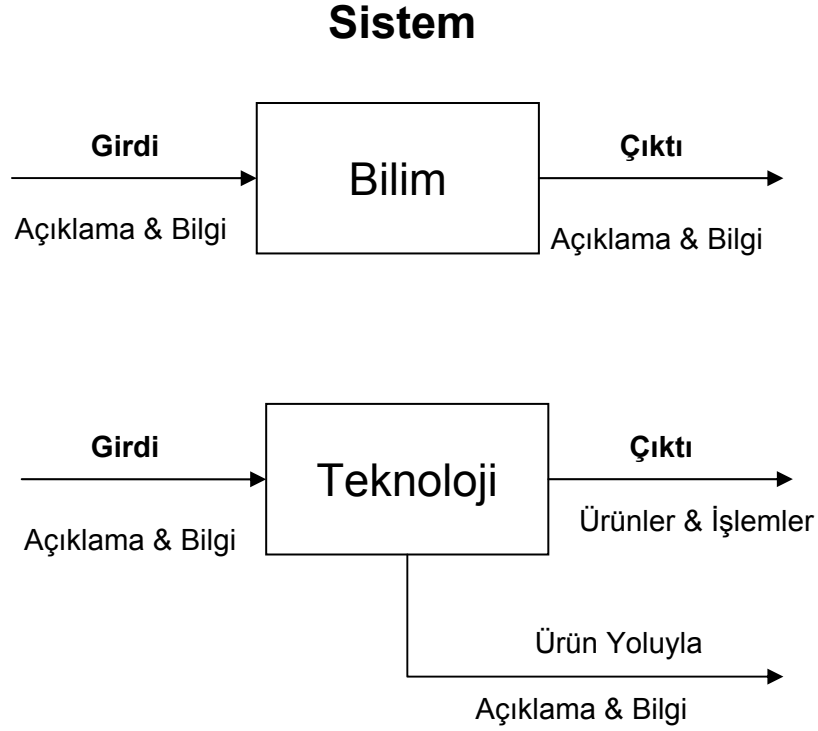 Sistem
Girdi
Bilim
Çıktı
Açıklama & Bilgi
Açıklama & Bilgi
Girdi
Teknoloji
Çıktı
Açıklama & Bilgi
Ürünler & İşlemler
Ürün Yoluyla
Açıklama & Bilgi